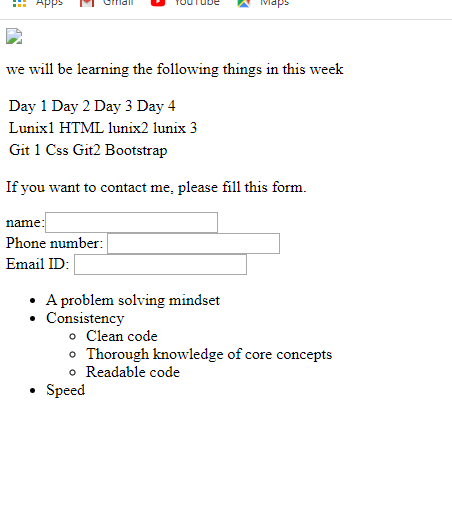 Apps Gmail YouTube Maps
we will be learning the following things in this week
Day 1 Day 2 Day 3 Day 4
Lunix1 HTML lunix2 lunix 3
Git 1 Css Git2 Bootstrap
If you want to contact me, please fill this form.
name:
Phone number:
Email ID:
A problem solving mindset
Consistency
Clean code
Thorough knowledge of core concepts
Readable code
Speed